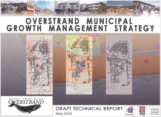 OVERSTRAND MUNICIPAL
GROWTH MANAGEMENT STRATEGY
OVERSTRAND
DRAFT TECHNICAL REPORT
May 2010